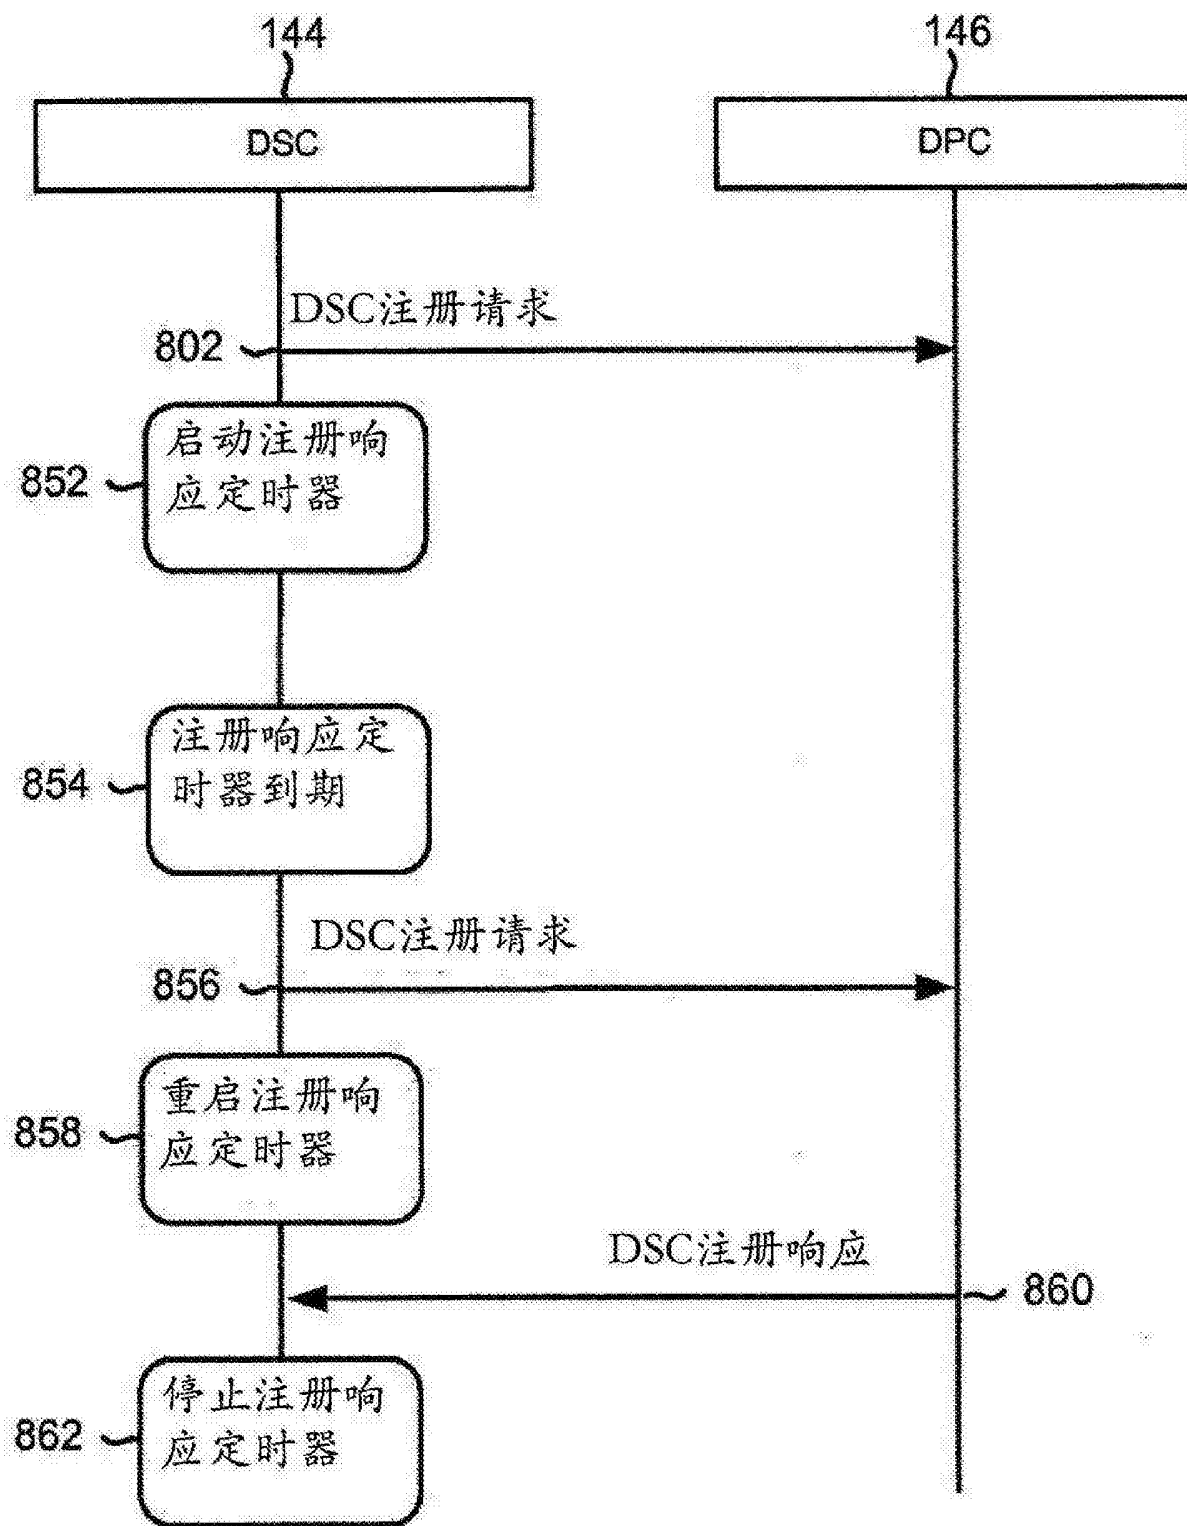 144
146
DSC
DPC
DSC注册请求
802
启动注册响
应定时器
852
注册响应定
时器到期
854
DSC注册请求
856
重启注册响
应定时器
858
DSC注册响应
860
停止注册响
应定时器
862